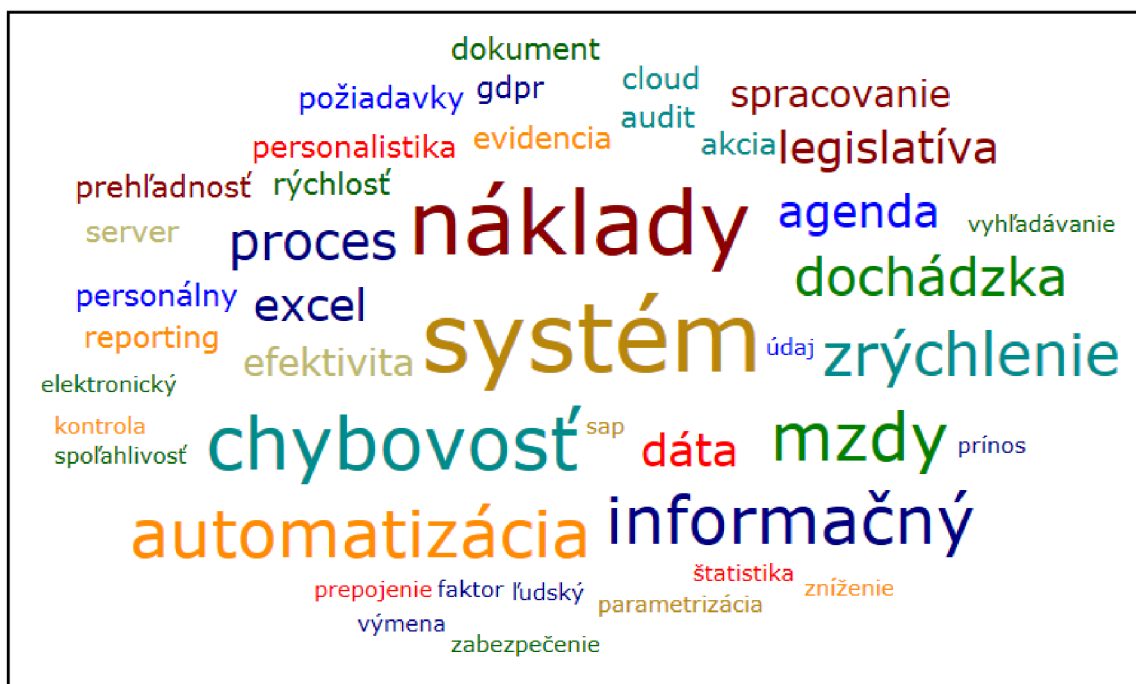 dokument
cloud
požiadavky
gdpr
spracovanie
audit
personalistika
evidencia
akcia
legislatíva
prehľadnosť
rýchlosť
náklady
agenda
vyhľadávanie
server
proces
dochádzka
personálny
excel
systém
údaj
zrýchlenie
reporting
efektivita
elektronický
kontrola
chybovosť
sap
dáta
mzdy
prínos
spoľahlivosť
automatizácia
informačný
štatistika
prepojenie
faktor
ľudský
parametrizácia
zníženie
výmena
zabezpečenie